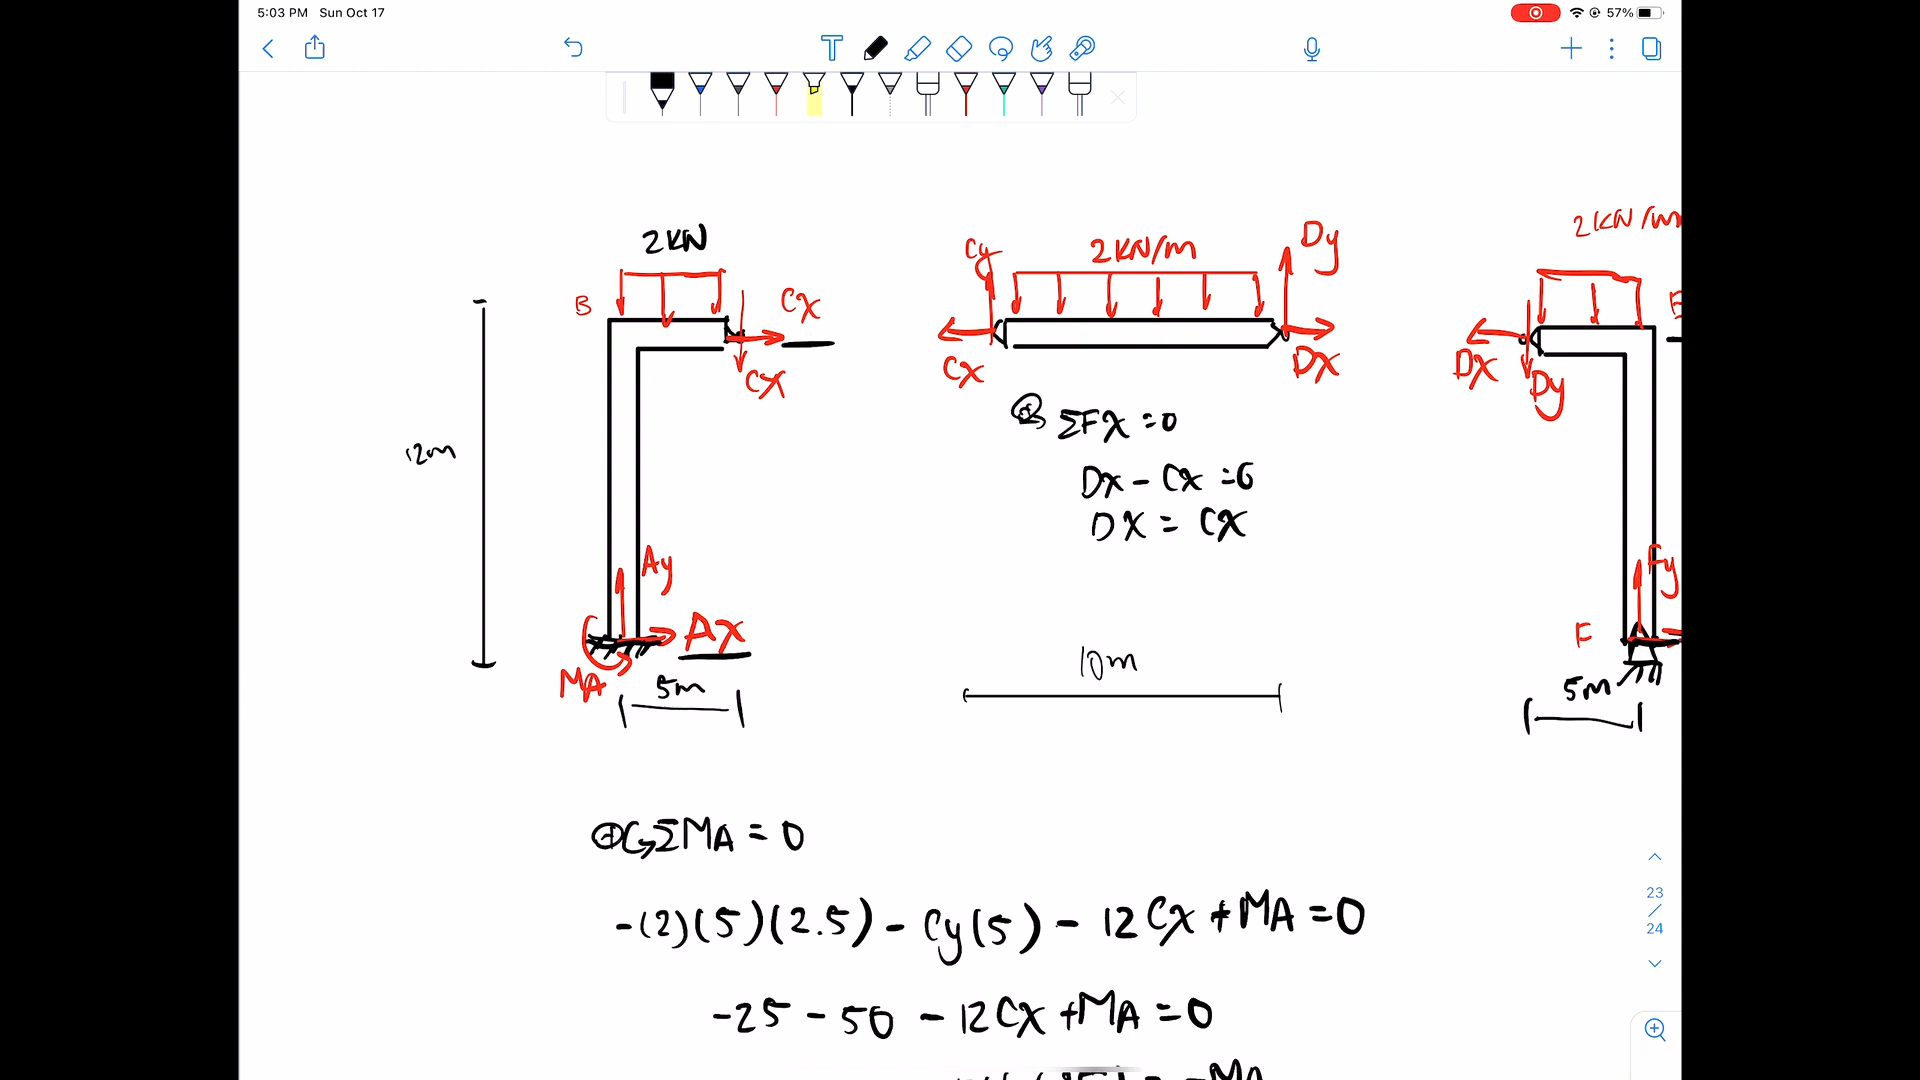 5:03 PM Sun Oct 17
57%
T
2KN
B
Cx
Cx
Cy
2KN/m
Dy
Cx
Dx
2KN/m
Dx
Dy
12m
ΣFx = 0
Dx - Cx = 0
Dx = Cx
Ay
Ax
MA
5m
10m
Fy
F
5m
+ ΣMA = 0
-(2)(5)(2.5) - Cy(5) - 12Cx + MA = 0
-25 - 50 - 12Cx + MA = 0
23
/
24